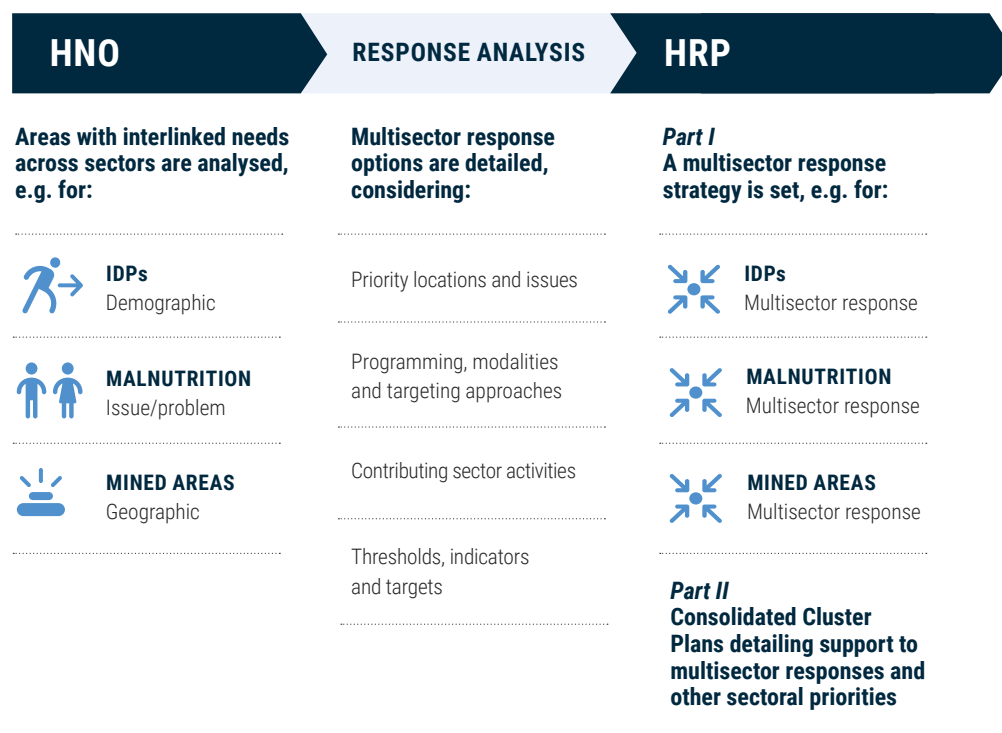 HNO
RESPONSE ANALYSIS
HRP
Areas with interlinked needs
across sectors are analysed,
e.g. for:
IDPs
Demographic
MALNUTRITION
Issue/problem
MINED AREAS
Geographic
Multisector response
options are detailed,
considering:
Priority locations and issues
Programming, modalities
and targeting approaches
Contributing sector activities
Thresholds, indicators
and targets
Part I
A multisector response
strategy is set, e.g. for:
IDPs
Multisector response
MALNUTRITION
Multisector response
MINED AREAS
Multisector response
Part II
Consolidated Cluster
Plans detailing support to
multisector responses and
other sectoral priorities